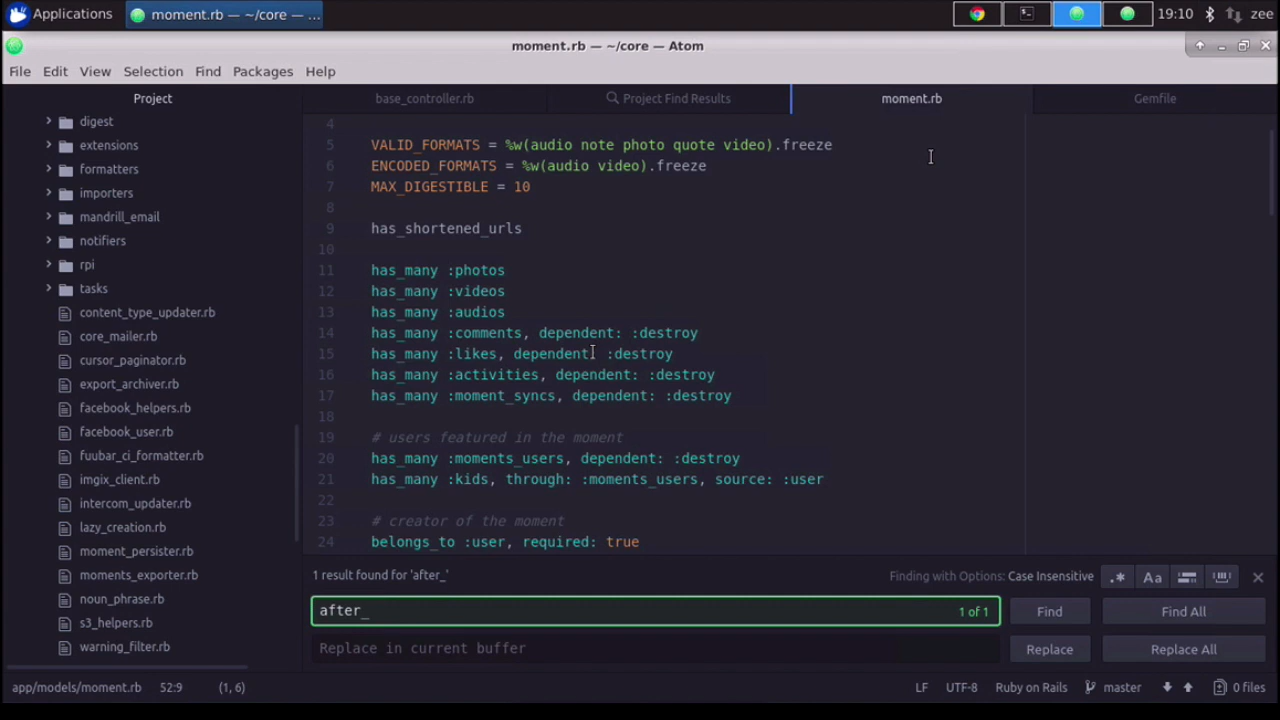 Applications
moment.rb — ~/core — ...
19:10
zee
moment.rb — ~/core — Atom
File Edit View Selection Find Packages Help
Project
base_controller.rb
Project Find Results
moment.rb
Gemfile
digest
extensions
formatters
importers
mandrill_email
notifiers
rpi
tasks
content_type_updater.rb
core_mailer.rb
cursor_paginator.rb
export_archiver.rb
facebook_helpers.rb
facebook_user.rb
fuubar_ci_formatter.rb
imgix_client.rb
intercom_updater.rb
lazy_creation.rb
moment_persister.rb
moments_exporter.rb
noun_phrase.rb
s3_helpers.rb
warning_filter.rb
4
5 VALID_FORMATS = %w(audio note photo quote video).freeze
6 ENCODED_FORMATS = %w(audio video).freeze
7 MAX_DIGESTIBLE = 10
8
9 has_shortened_urls
10
11 has_many :photos
12 has_many :videos
13 has_many :audios
14 has_many :comments, dependent: :destroy
15 has_many :likes, dependent: :destroy
16 has_many :activities, dependent: :destroy
17 has_many :moment_syncs, dependent: :destroy
18
19 # users featured in the moment
20 has_many :moments_users, dependent: :destroy
21 has_many :kids, through: :moments_users, source: :user
22
23 # creator of the moment
24 belongs_to :user, required: true
1 result found for 'after_'
Finding with Options: Case Insensitive
.* Aa
after_
1 of 1
Find
Find All
Replace in current buffer
Replace
Replace All
app/models/moment.rb 52:9 (1, 6)
LF UTF-8 Ruby on Rails master 0 files